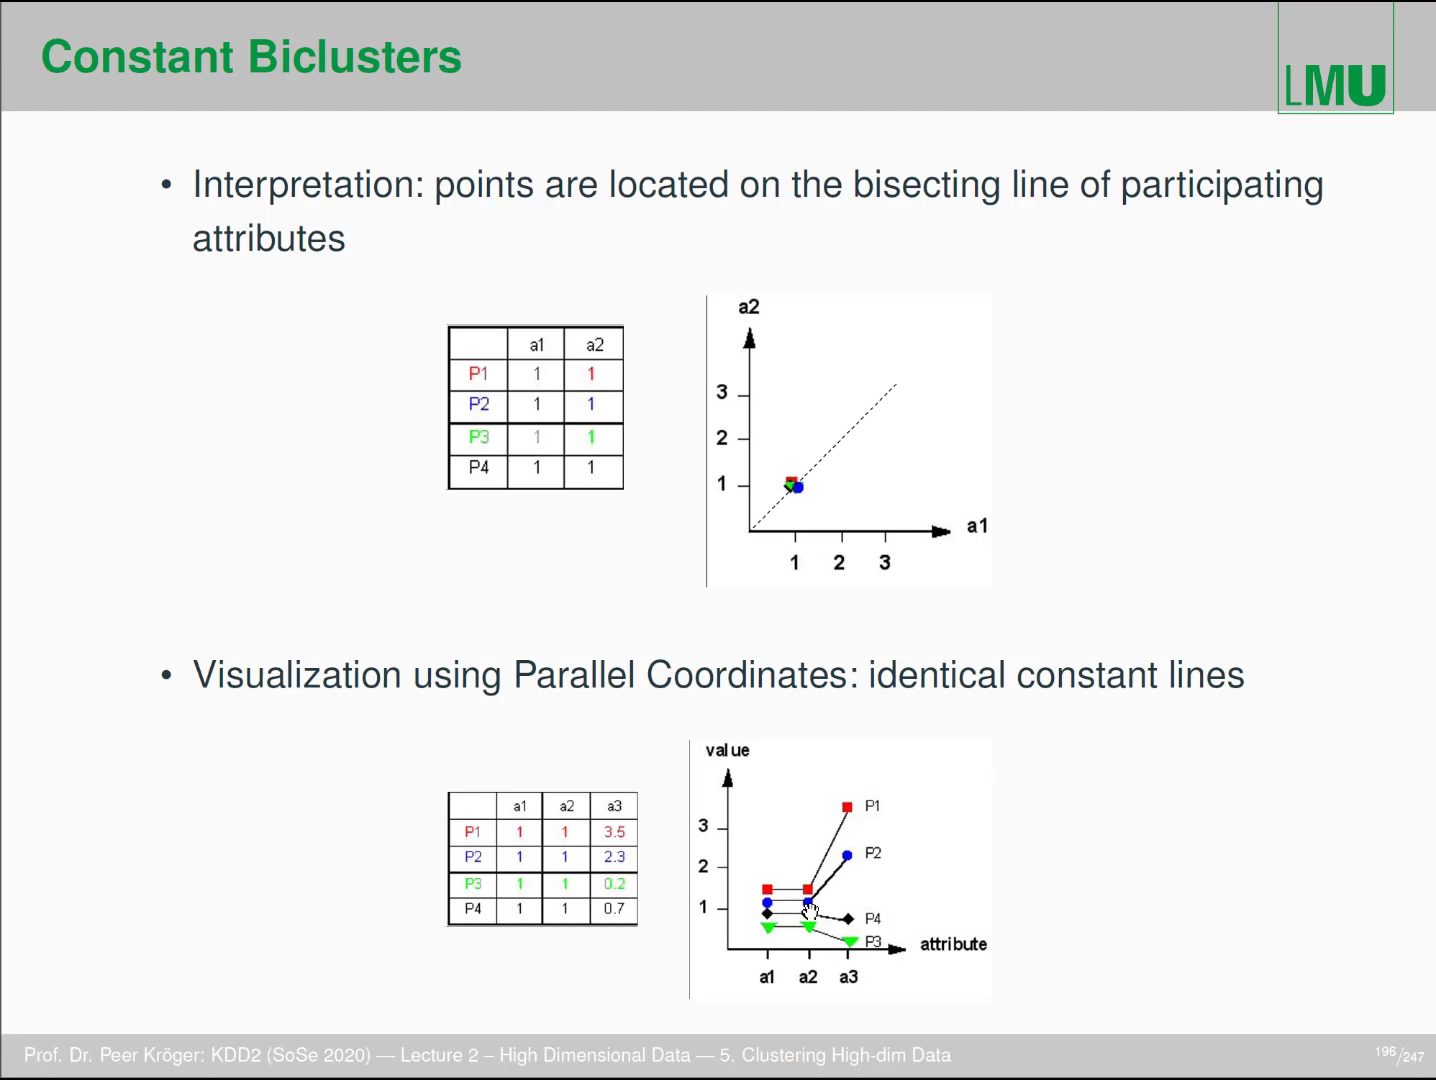 Constant Biclusters
LMU
• Interpretation: points are located on the bisecting line of participating
attributes
a1 a2
P1 1 1
P2 1 1
P3 1 1
P4 1 1
a2
3
2
1
a1
1 2 3
• Visualization using Parallel Coordinates: identical constant lines
a1 a2 a3
P1 1 1 3.5
P2 1 1 2.3
P3 1 1 0.2
P4 1 1 0.7
value
P1
3
P2
2
1
P4
P3
attribute
a1 a2 a3
Prof. Dr. Peer Kröger: KDD2 (SoSe 2020) — Lecture 2 – High Dimensional Data — 5. Clustering High-dim Data
196/247